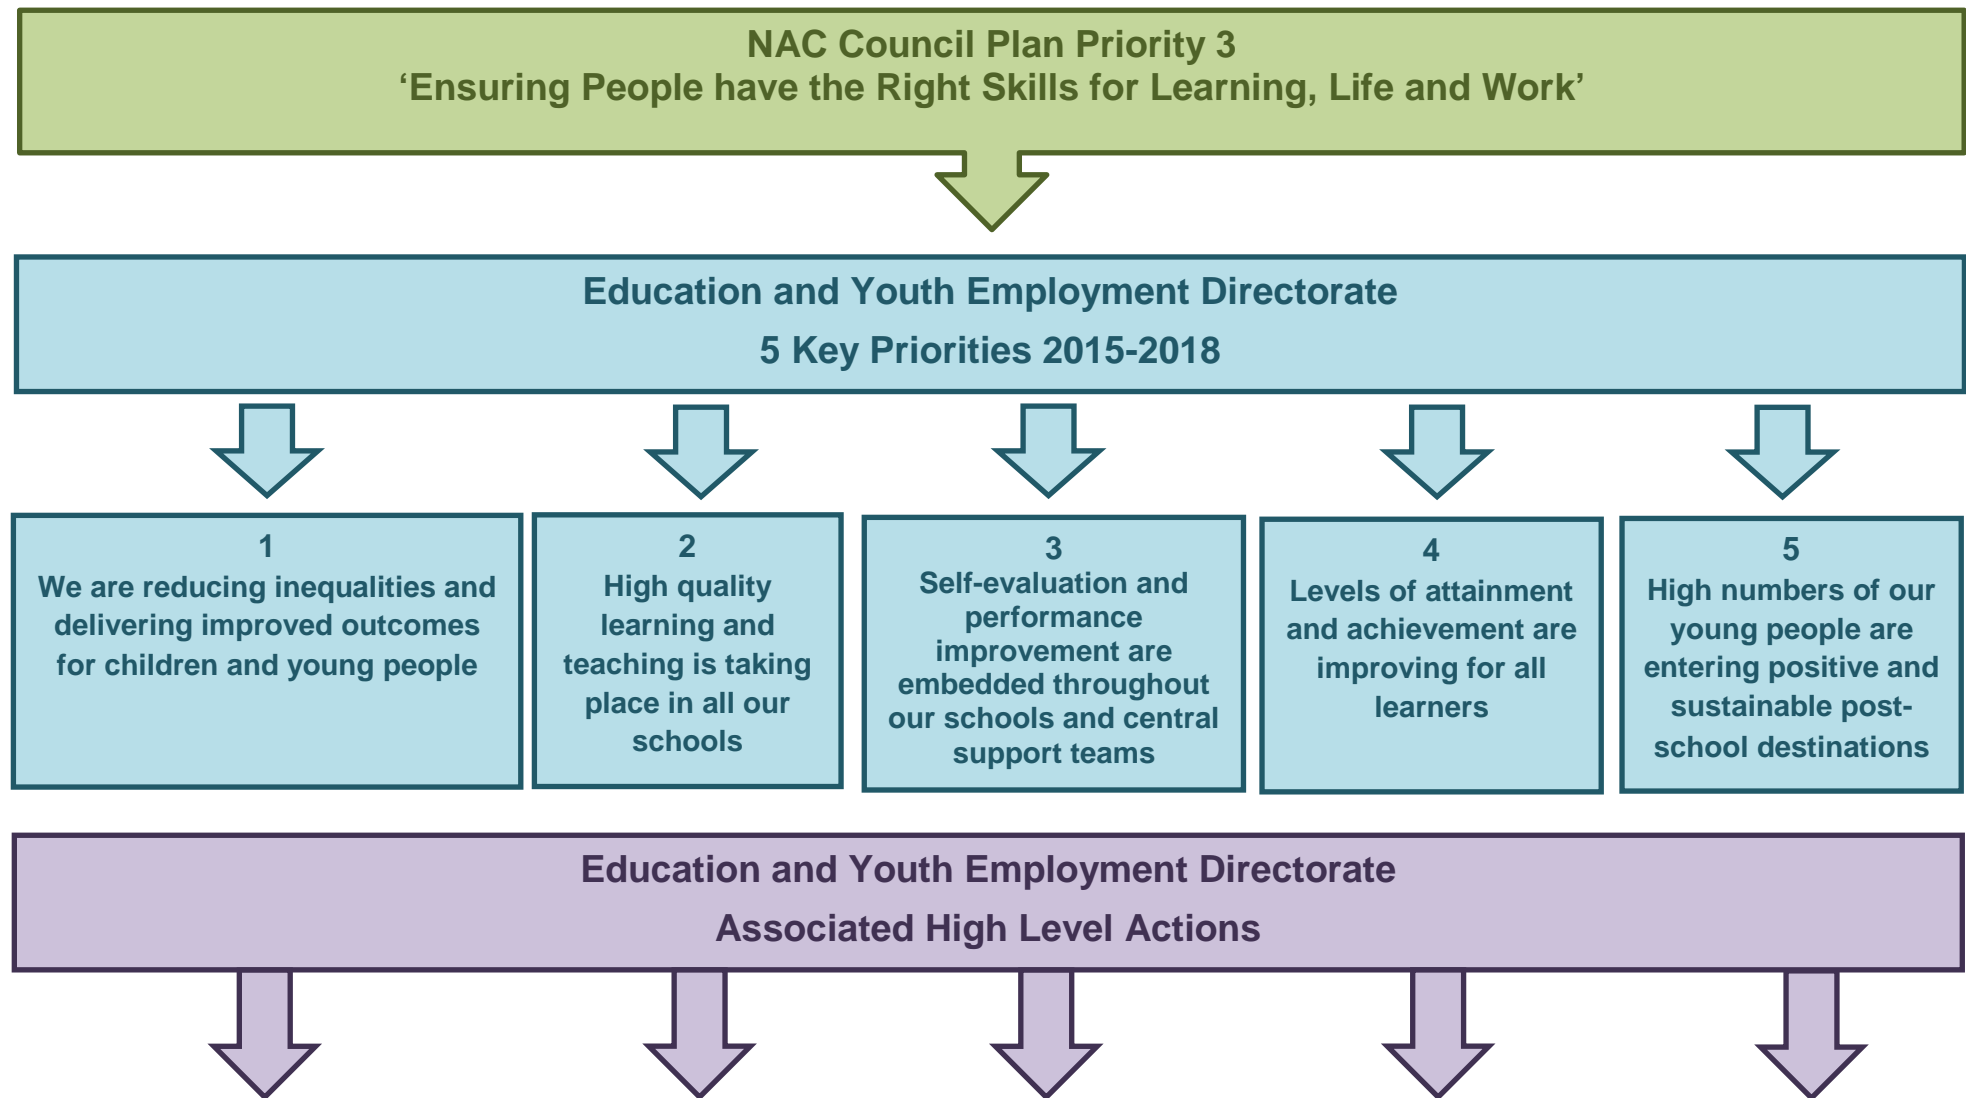 NAC Council Plan Priority 3
‘Ensuring People have the Right Skills for Learning, Life and Work’
Education and Youth Employment Directorate
5 Key Priorities 2015-2018
1
We are reducing inequalities and
delivering improved outcomes
for children and young people
2
High quality
learning and
teaching is taking
place in all our
schools
3
Self-evaluation and
performance
improvement are
embedded throughout
our schools and central
support teams
4
Levels of attainment
and achievement are
improving for all
learners
5
High numbers of our
young people are
entering positive and
sustainable post-
school destinations
Education and Youth Employment Directorate
Associated High Level Actions